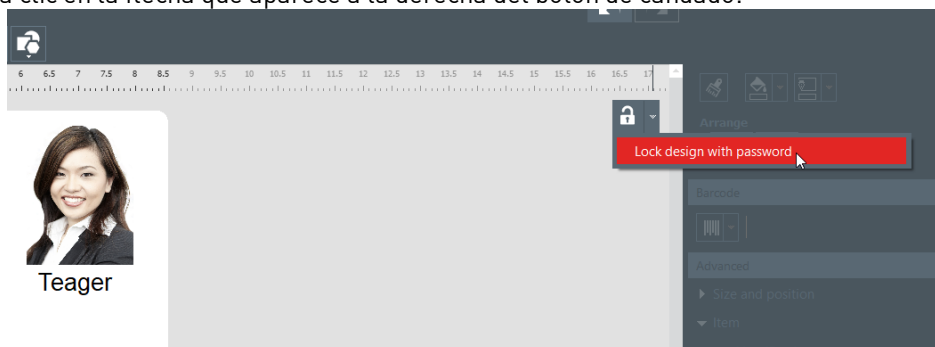 a clic en la flecha que aparece a la derecha del botón de candado.
6 6.5 7 7.5 8 8.5 9 9.5 10 10.5 11 11.5 12 12.5 13 13.5 14 14.5 15 15.5 16 16.5 17
Arrange
Lock design with password
Barcode
Teager
Advanced
Size and position
Item